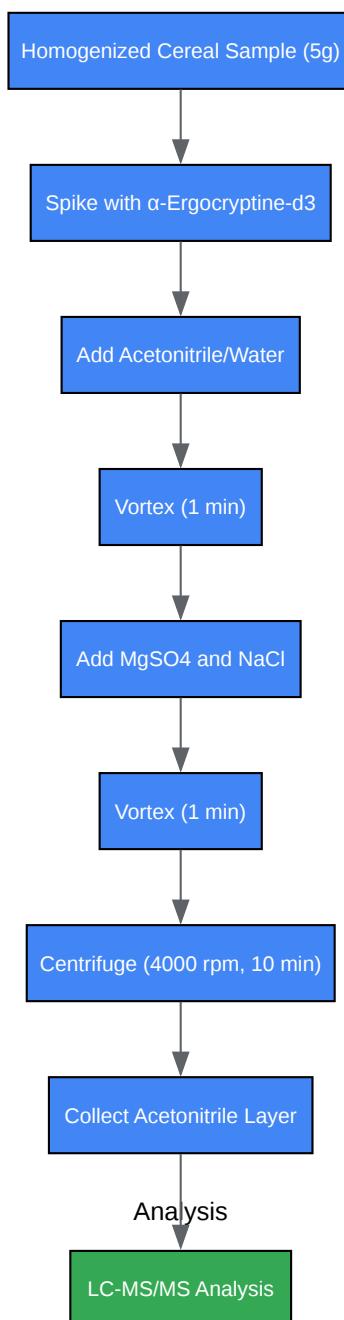 Homogenized Cereal Sample (5g)
Spike with α-Ergocryptine-d3
Add Acetonitrile/Water
Vortex (1 min)
Add MgSO4 and NaCl
Vortex (1 min)
Centrifuge (4000 rpm, 10 min)
Collect Acetonitrile Layer
Analysis
LC-MS/MS Analysis